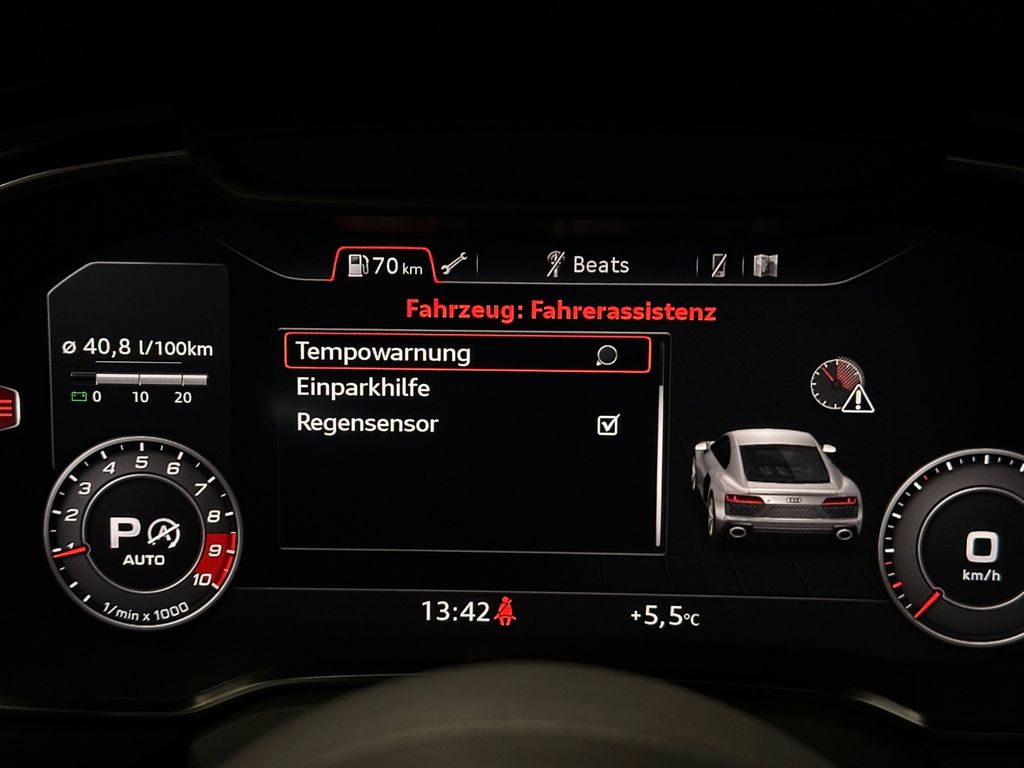 70 km
Beats
Fahrzeug: Fahrerassistenz
ø 40,8 l/100km
0 10 20
Tempowarnung
Einparkhilfe
Regensensor
1 2 3 4 5 6 7 8 9 10
P A
AUTO
1/min x 1000
0
km/h
13:42
+5,5°C